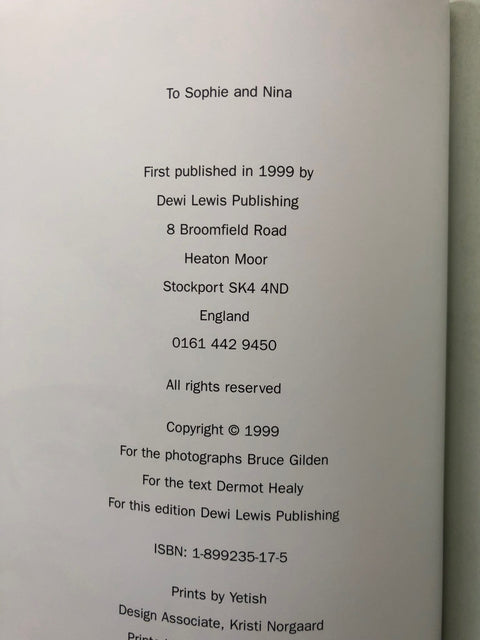 To Sophie and Nina
First published in 1999 by
Dewi Lewis Publishing
8 Broomfield Road
Heaton Moor
Stockport SK4 4ND
England
0161 442 9450
All rights reserved
Copyright © 1999
For the photographs Bruce Gilden
For the text Dermot Healy
For this edition Dewi Lewis Publishing
ISBN: 1-899235-17-5
Prints by Yetish
Design Associate, Kristi Norgaard